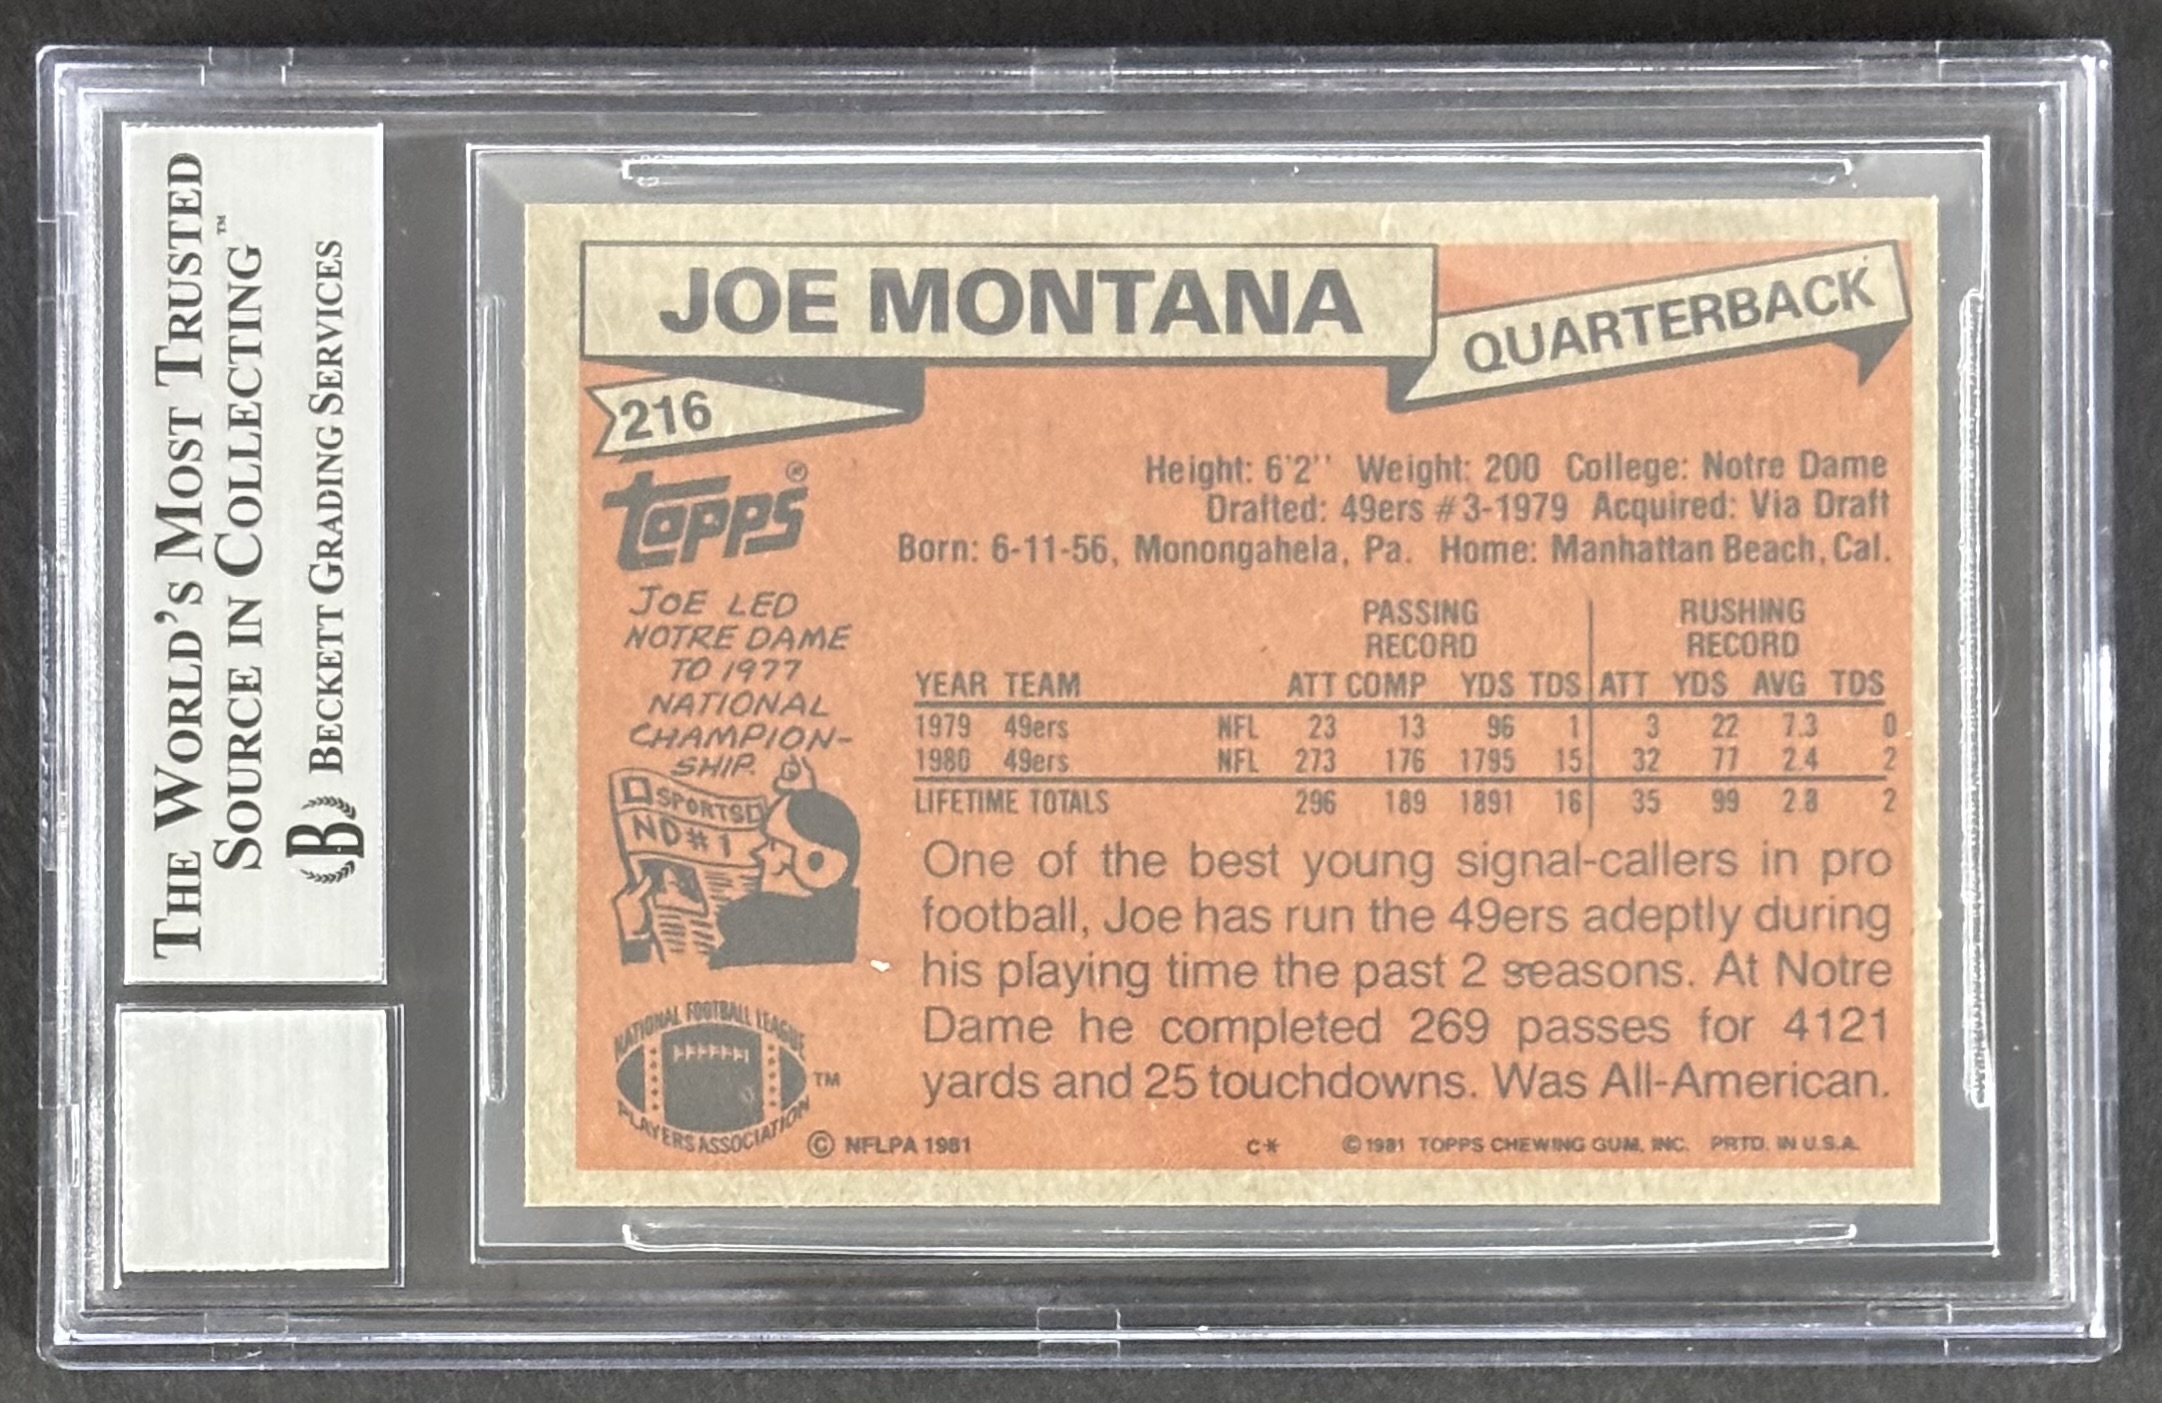 THE WORLD'S MOST TRUSTED
SOURCE IN COLLECTING™
B BECKETT GRADING SERVICES
JOE MONTANA
QUARTERBACK
216
TOPPS®
Height: 6'2'' Weight: 200 College: Notre Dame
Drafted: 49ers #3-1979 Acquired: Via Draft
Born: 6-11-56, Monongahela, Pa. Home: Manhattan Beach, Cal.
JOE LED
NOTRE DAME
TO 1977
NATIONAL
CHAMPION-
SHIP.
SPORTS
ND#1
PASSING RUSHING
RECORD RECORD
YEAR TEAM ATT COMP YDS TDS ATT YDS AVG TDS
1979 49ers NFL 23 13 96 1 3 22 7.3 0
1980 49ers NFL 273 176 1795 15 32 77 2.4 2
LIFETIME TOTALS 296 189 1891 16 35 99 2.8 2
One of the best young signal-callers in pro
football, Joe has run the 49ers adeptly during
his playing time the past 2 seasons. At Notre
Dame he completed 269 passes for 4121
yards and 25 touchdowns. Was All-American.
NATIONAL FOOTBALL LEAGUE
PLAYERS ASSOCIATION
TM
© NFLPA 1981
C*
© 1981 TOPPS CHEWING GUM, INC. PRTD. IN U.S.A.